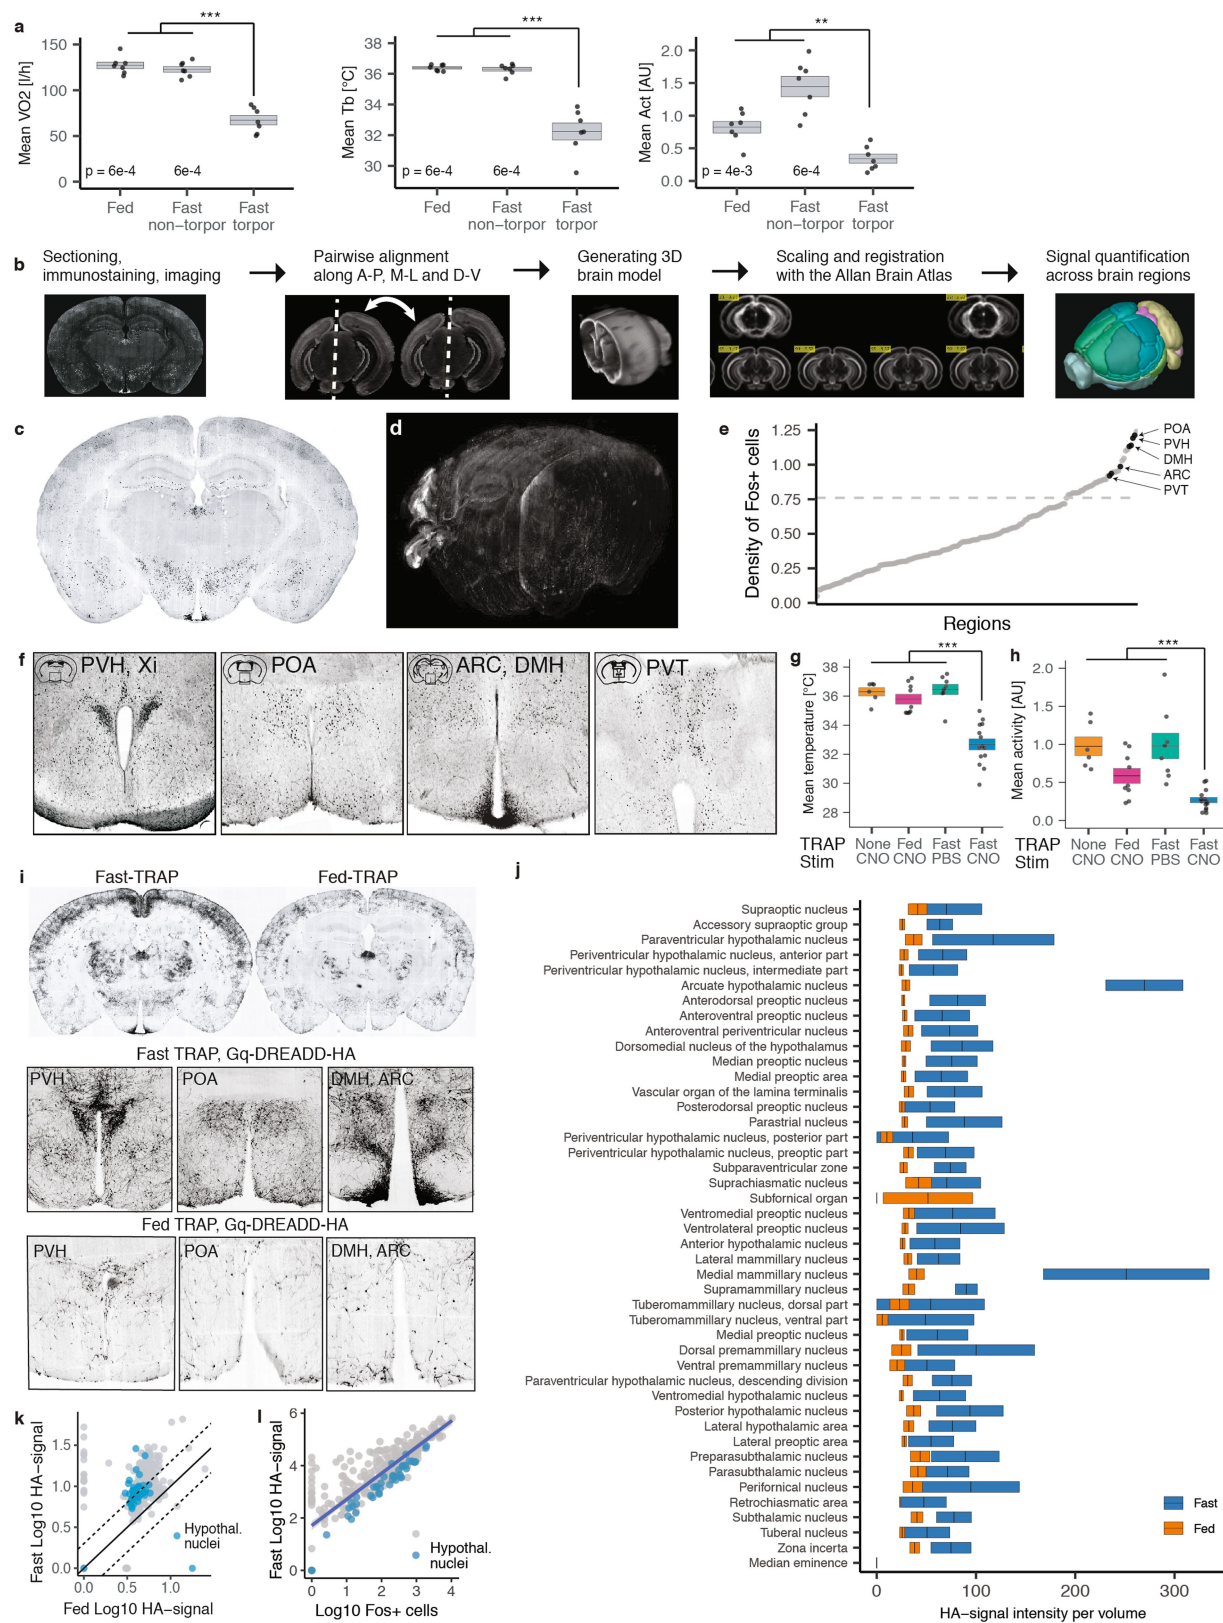 a
Mean VO2 [l/h]
150
100
50
0
***
p = 6e-4
6e-4
Fed
Fast
non−torpor
Fast
torpor
Mean Tb [°C]
38
36
34
32
30
***
p = 6e-4
6e-4
Fed
Fast
non−torpor
Fast
torpor
Mean Act [AU]
2.0
1.5
1.0
0.5
0.0
**
p = 4e-3
6e-4
Fed
Fast
non−torpor
Fast
torpor
b
Sectioning,
immunostaining, imaging
Pairwise alignment
along A-P, M-L and D-V
Generating 3D
brain model
Scaling and registration
with the Allan Brain Atlas
Signal quantification
across brain regions
c
d
e
Density of Fos+ cells
1.25
1.00
0.75
0.50
0.25
0.00
POA
PVH
DMH
ARC
PVT
Regions
f
PVH, Xi
POA
ARC, DMH
PVT
g
Mean temperature [°C]
38
36
34
32
30
28
***
TRAP
Stim
None
CNO
Fed
CNO
Fast
PBS
Fast
CNO
h
Mean activity [AU]
2.0
1.5
1.0
0.5
0.0
***
TRAP
Stim
None
CNO
Fed
CNO
Fast
PBS
Fast
CNO
i
Fast-TRAP
Fed-TRAP
Fast TRAP, Gq-DREADD-HA
PVH
POA
DMH, ARC
Fed TRAP, Gq-DREADD-HA
PVH
POA
DMH, ARC
j
Supraoptic nucleus
Accessory supraoptic group
Paraventricular hypothalamic nucleus
Periventricular hypothalamic nucleus, anterior part
Periventricular hypothalamic nucleus, intermediate part
Arcuate hypothalamic nucleus
Anterodorsal preoptic nucleus
Anteroventral preoptic nucleus
Anteroventral periventricular nucleus
Dorsomedial nucleus of the hypothalamus
Median preoptic nucleus
Medial preoptic area
Vascular organ of the lamina terminalis
Posterodorsal preoptic nucleus
Parastrial nucleus
Periventricular hypothalamic nucleus, posterior part
Periventricular hypothalamic nucleus, preoptic part
Subparaventricular zone
Suprachiasmatic nucleus
Subfornical organ
Ventromedial preoptic nucleus
Ventrolateral preoptic nucleus
Anterior hypothalamic nucleus
Lateral mammillary nucleus
Medial mammillary nucleus
Supramammillary nucleus
Tuberomammillary nucleus, dorsal part
Tuberomammillary nucleus, ventral part
Medial preoptic nucleus
Dorsal premammillary nucleus
Ventral premammillary nucleus
Paraventricular hypothalamic nucleus, descending division
Ventromedial hypothalamic nucleus
Posterior hypothalamic nucleus
Lateral hypothalamic area
Lateral preoptic area
Preparasubthalamic nucleus
Parasubthalamic nucleus
Perifornical nucleus
Retrochiasmatic area
Subthalamic nucleus
Tuberal nucleus
Zona incerta
Median eminence
0
100
200
300
HA−signal intensity per volume
Fast
Fed
k
Fast Log10 HA−signal
1.5
1.0
0.5
0.0
Hypothal.
nuclei
0.0
0.5
1.0
Fed Log10 HA−signal
l
Fast Log10 HA−signal
6
4
2
0
Hypothal.
nuclei
0
1
2
3
4
Log10 Fos+ cells